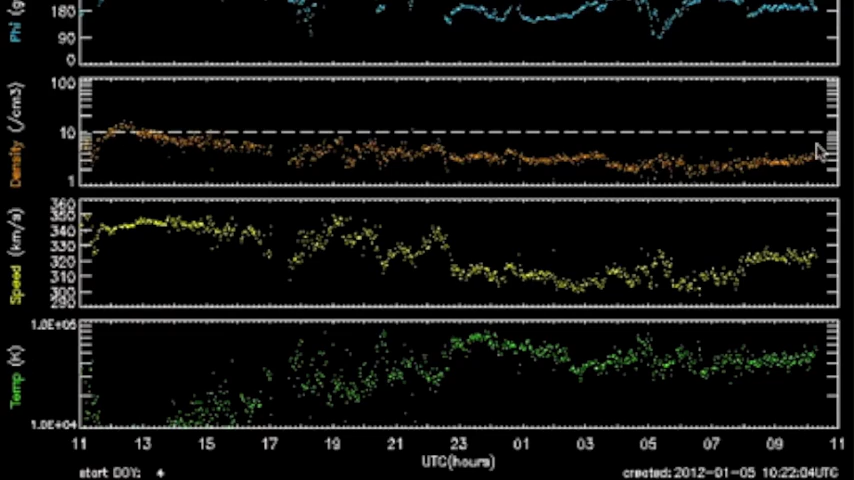 180
Phi
90
0
100
Density (/cm3)
10
1
360
350
340
Speed (km/s)
330
320
310
300
290
1.0E+05
Temp (K)
1.0E+04
11 13 15 17 19 21 23 01 03 05 07 09 11
UTC(hours)
start DOY: 4
created:2012-01-05 10:22:04UTC